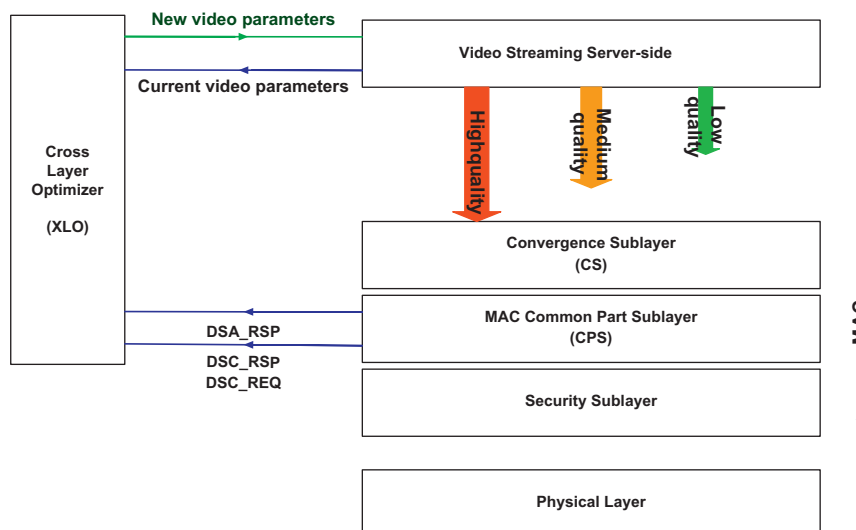 New video parameters
Video Streaming Server-side
Current video parameters
Highquality
Medium
quality
Low
quality
Cross
Layer
Optimizer
(XLO)
Convergence Sublayer
(CS)
MAC Common Part Sublayer
(CPS)
DSA_RSP
DSC_RSP
DSC_REQ
Security Sublayer
Physical Layer